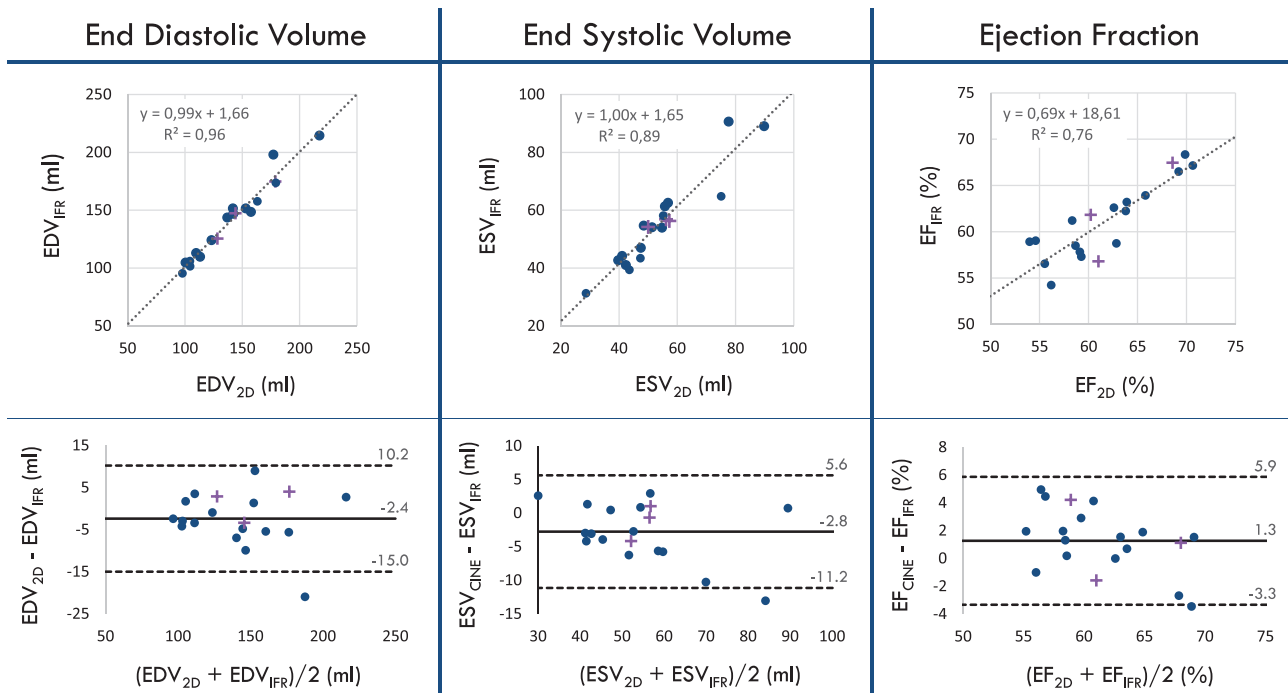 End Diastolic Volume
End Systolic Volume
Ejection Fraction
250
200
150
100
50
50 100 150 200 250
EDV_IFR (ml)
y = 0,99x + 1,66
R² = 0,96
EDV_2D (ml)
100
80
60
40
20
20 40 60 80 100
ESV_IFR (ml)
y = 1,00x + 1,65
R² = 0,89
ESV_2D (ml)
75
70
65
60
55
50
50 55 60 65 70 75
EF_IFR (%)
y = 0,69x + 18,61
R² = 0,76
EF_2D (%)
15
5
-5
-15
-25
50 100 150 200 250
EDV_2D - EDV_IFR (ml)
10.2
-2.4
-15.0
(EDV_2D + EDV_IFR)/2 (ml)
10
5
0
-5
-10
-15
30 40 50 60 70 80 90 100
ESV_CINE - ESV_IFR (ml)
5.6
-2.8
-11.2
(ESV_2D + ESV_IFR)/2 (ml)
8
6
4
2
0
-2
-4
50 55 60 65 70 75
EF_CINE - EF_IFR (%)
5.9
1.3
-3.3
(EF_2D + EF_IFR)/2 (%)